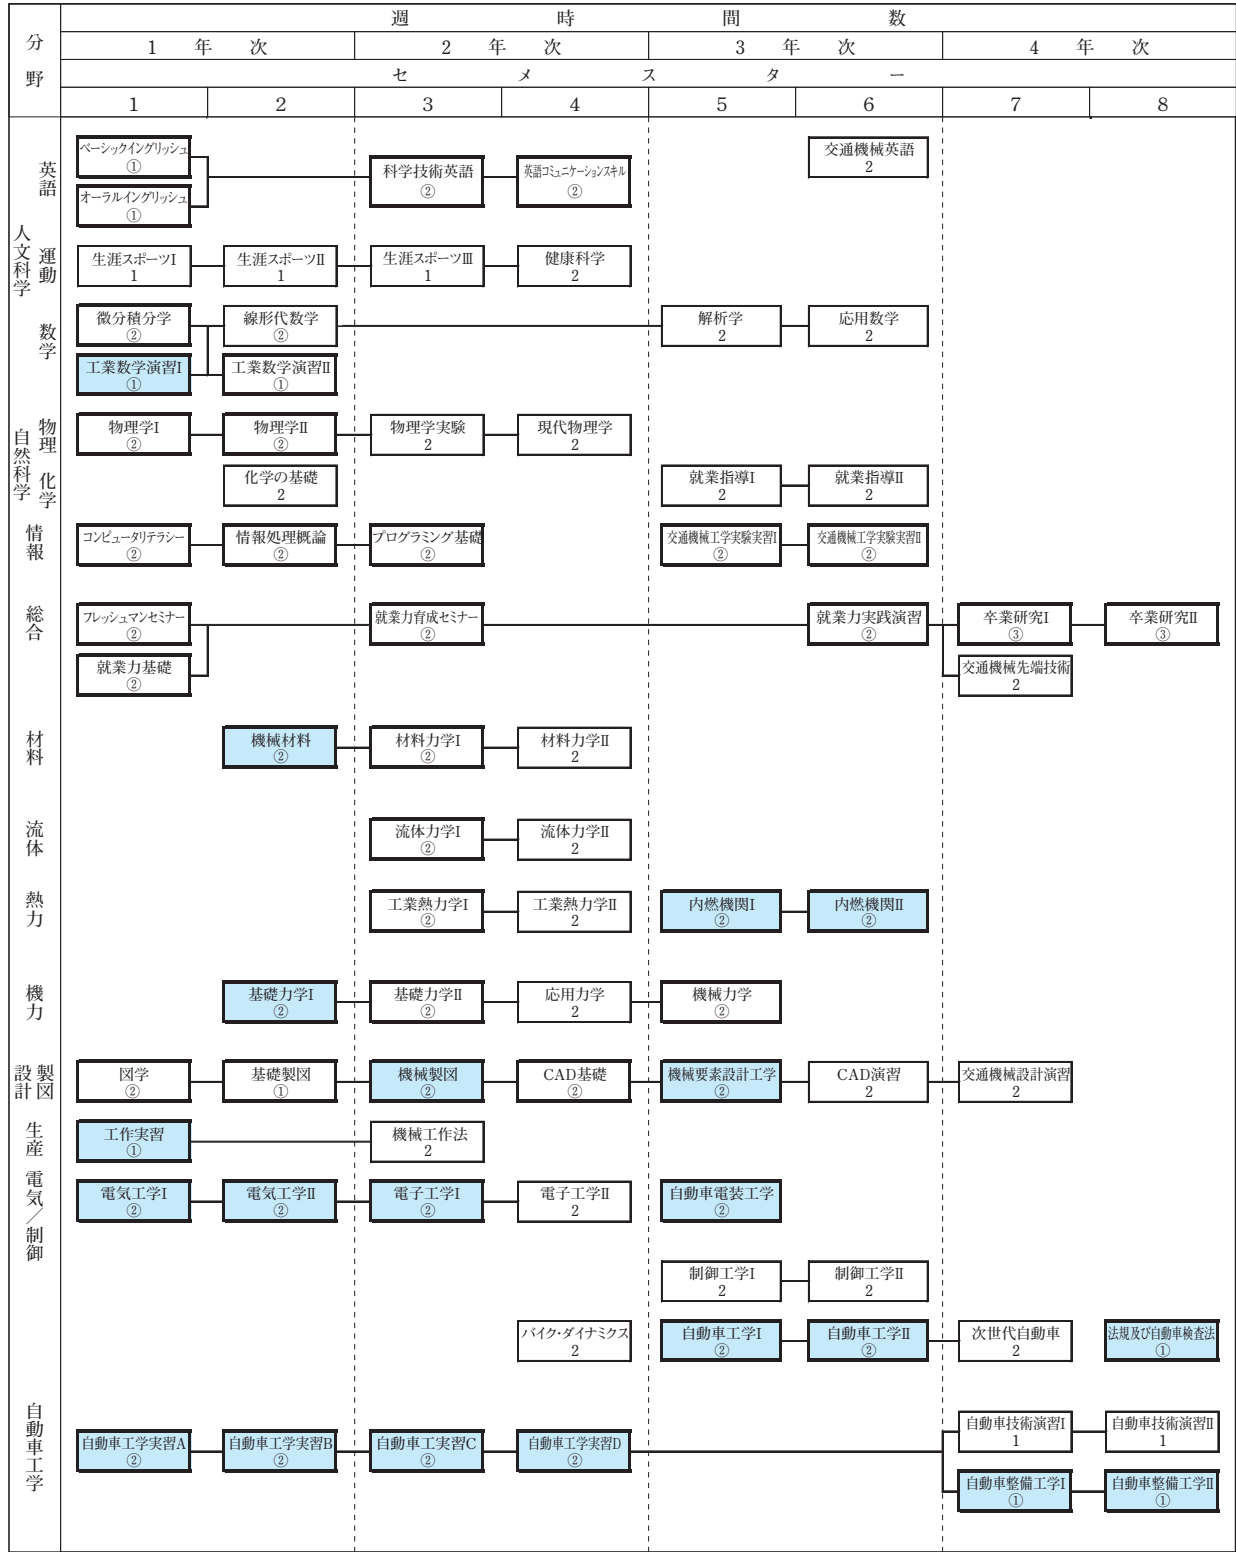 分野
週時間数
1年次 2年次 3年次 4年次
セメスター
1 2 3 4 5 6 7 8
人文科学
英語
ベーシックイングリッシュ
①
オーラルイングリッシュ
①
科学技術英語
②
英語コミュニケーションスキル
②
交通機械英語
2
運動
生涯スポーツⅠ
1
生涯スポーツⅡ
1
生涯スポーツⅢ
1
健康科学
2
自然科学
数学
微分積分学
②
線形代数学
②
解析学
2
応用数学
2
工業数学演習Ⅰ
①
工業数学演習Ⅱ
①
物理
物理学Ⅰ
②
物理学Ⅱ
②
物理学実験
2
現代物理学
2
化学
化学の基礎
2
就業指導Ⅰ
2
就業指導Ⅱ
2
情報
コンピュータリテラシー
②
情報処理概論
②
プログラミング基礎
②
交通機械工学実験実習Ⅰ
②
交通機械工学実験実習Ⅱ
②
総合
フレッシュマンセミナー
②
就業力育成セミナー
②
就業力実践演習
②
卒業研究Ⅰ
③
卒業研究Ⅱ
③
就業力基礎
②
交通機械先端技術
2
材料
機械材料
②
材料力学Ⅰ
②
材料力学Ⅱ
2
流体
流体力学Ⅰ
②
流体力学Ⅱ
2
熱力
工業熱力学Ⅰ
②
工業熱力学Ⅱ
2
内燃機関Ⅰ
②
内燃機関Ⅱ
②
機力
基礎力学Ⅰ
②
基礎力学Ⅱ
②
応用力学
2
機械力学
②
設計製図
図学
②
基礎製図
①
機械製図
②
CAD基礎
②
機械要素設計工学
②
CAD演習
2
交通機械設計演習
2
生産
工作実習
①
機械工作法
2
電気/制御
電気工学Ⅰ
②
電気工学Ⅱ
②
電子工学Ⅰ
②
電子工学Ⅱ
2
自動車電装工学
②
制御工学Ⅰ
2
制御工学Ⅱ
2
自動車工学
バイク・ダイナミクス
2
自動車工学Ⅰ
②
自動車工学Ⅱ
②
次世代自動車
2
法規及び自動車検査法
①
自動車工学実習A
②
自動車工学実習B
②
自動車工実習C
②
自動車工学実習D
②
自動車技術演習Ⅰ
1
自動車技術演習Ⅱ
1
自動車整備工学Ⅰ
①
自動車整備工学Ⅱ
①